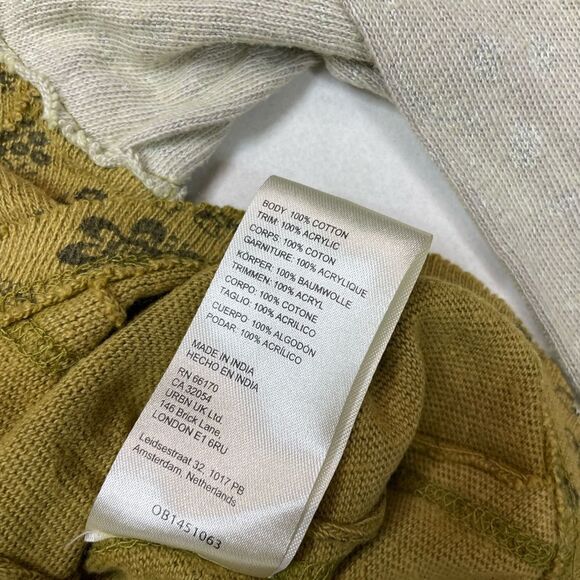 BODY 100% COTTON
TRIM: 100% ACRYLIC
CORPS: 100% COTON
GARNITURE: 100% ACRYLIQUE
KÖRPER: 100% BAUMWOLLE
TRIMMEN: 100% ACRYL
CORPO: 100% COTONE
TAGLIO: 100% ACRILICO
CUERPO: 100% ALGODÓN
PODAR: 100% ACRÍLICO
MADE IN INDIA
HECHO EN INDIA
RN 66170
CA 32054
URBN UK Ltd.
146 Brick Lane,
LONDON E1 6RU
Leidsestraat 32, 1017 PB
Amsterdam, Netherlands
OB1451063